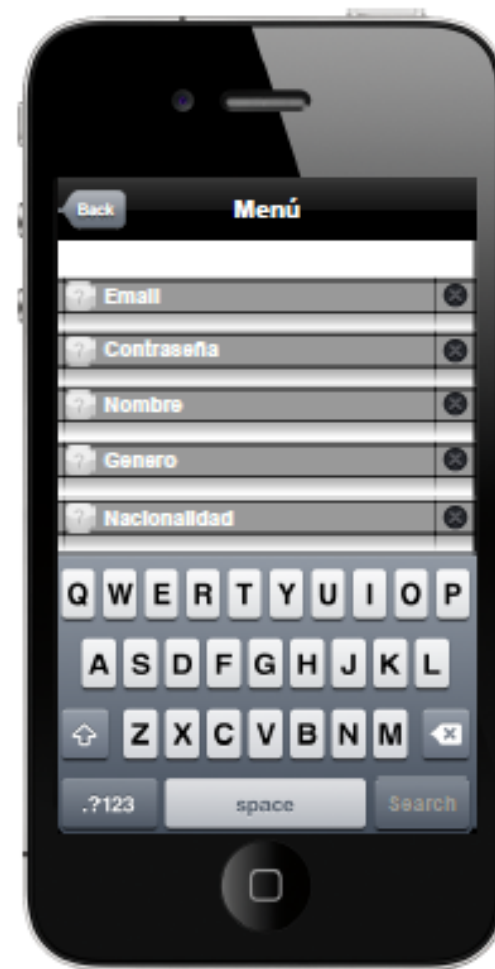 Back Menú
Email
Contraseña
Nombre
Genero
Nacionalidad
Q W E R T Y U I O P
A S D F G H J K L
Z X C V B N M
.?123 space Search